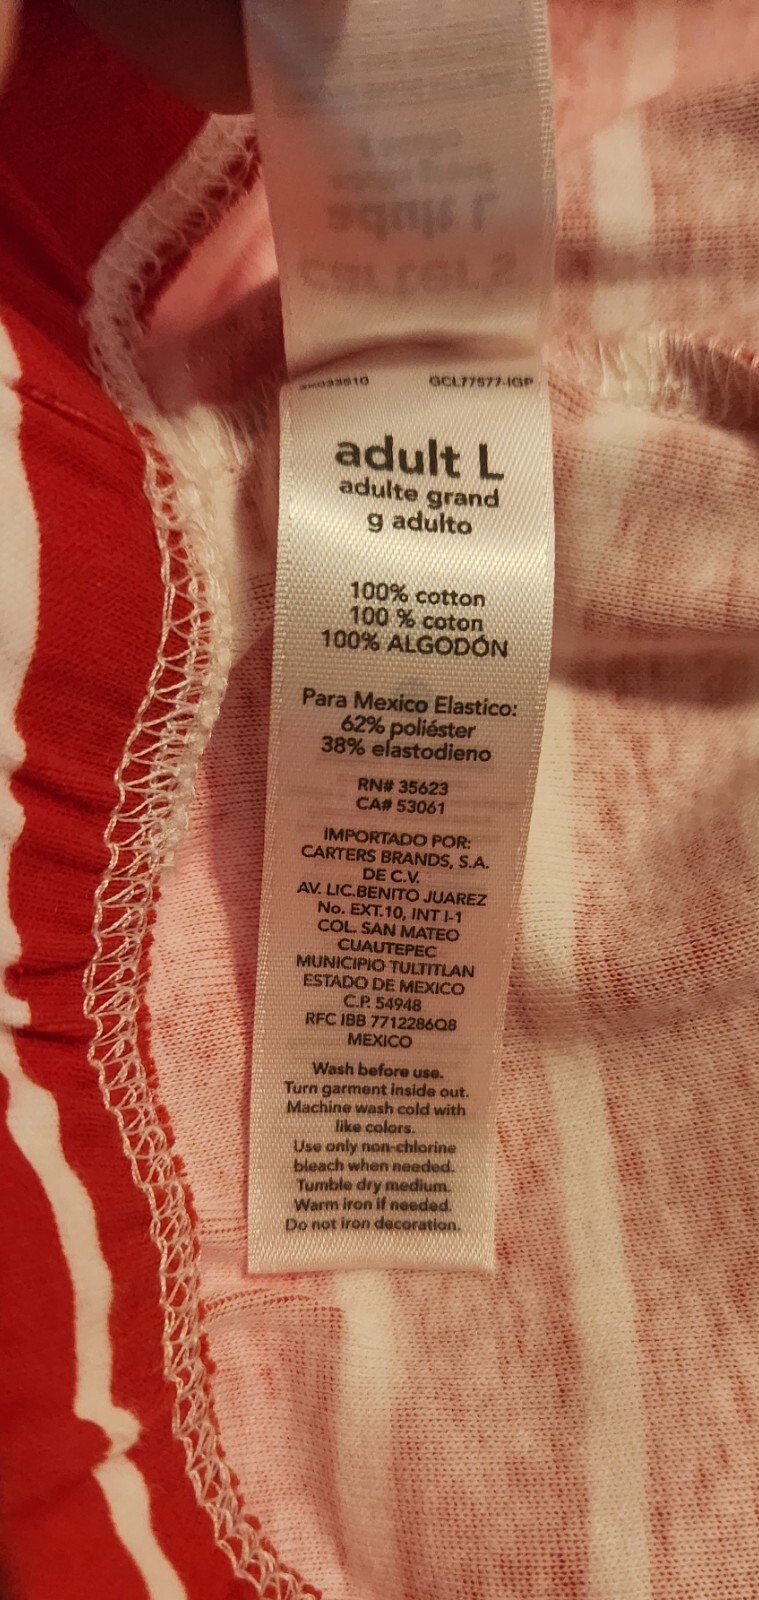 GCL77577-IGP
adult L
adulte grand
g adulto
100% cotton
100 % coton
100% ALGODÓN
Para Mexico Elastico:
62% poliéster
38% elastodieno
RN# 35623
CA# 53061
IMPORTADO POR:
CARTERS BRANDS, S.A.
DE C.V.
AV. LIC.BENITO JUAREZ
No. EXT.10, INT I-1
COL. SAN MATEO
CUAUTEPEC
MUNICIPIO TULTITLAN
ESTADO DE MEXICO
C.P. 54948
RFC IBB 7712286Q8
MEXICO
Wash before use.
Turn garment inside out.
Machine wash cold with
like colors.
Use only non-chlorine
bleach when needed.
Tumble dry medium.
Warm iron if needed.
Do not iron decoration.